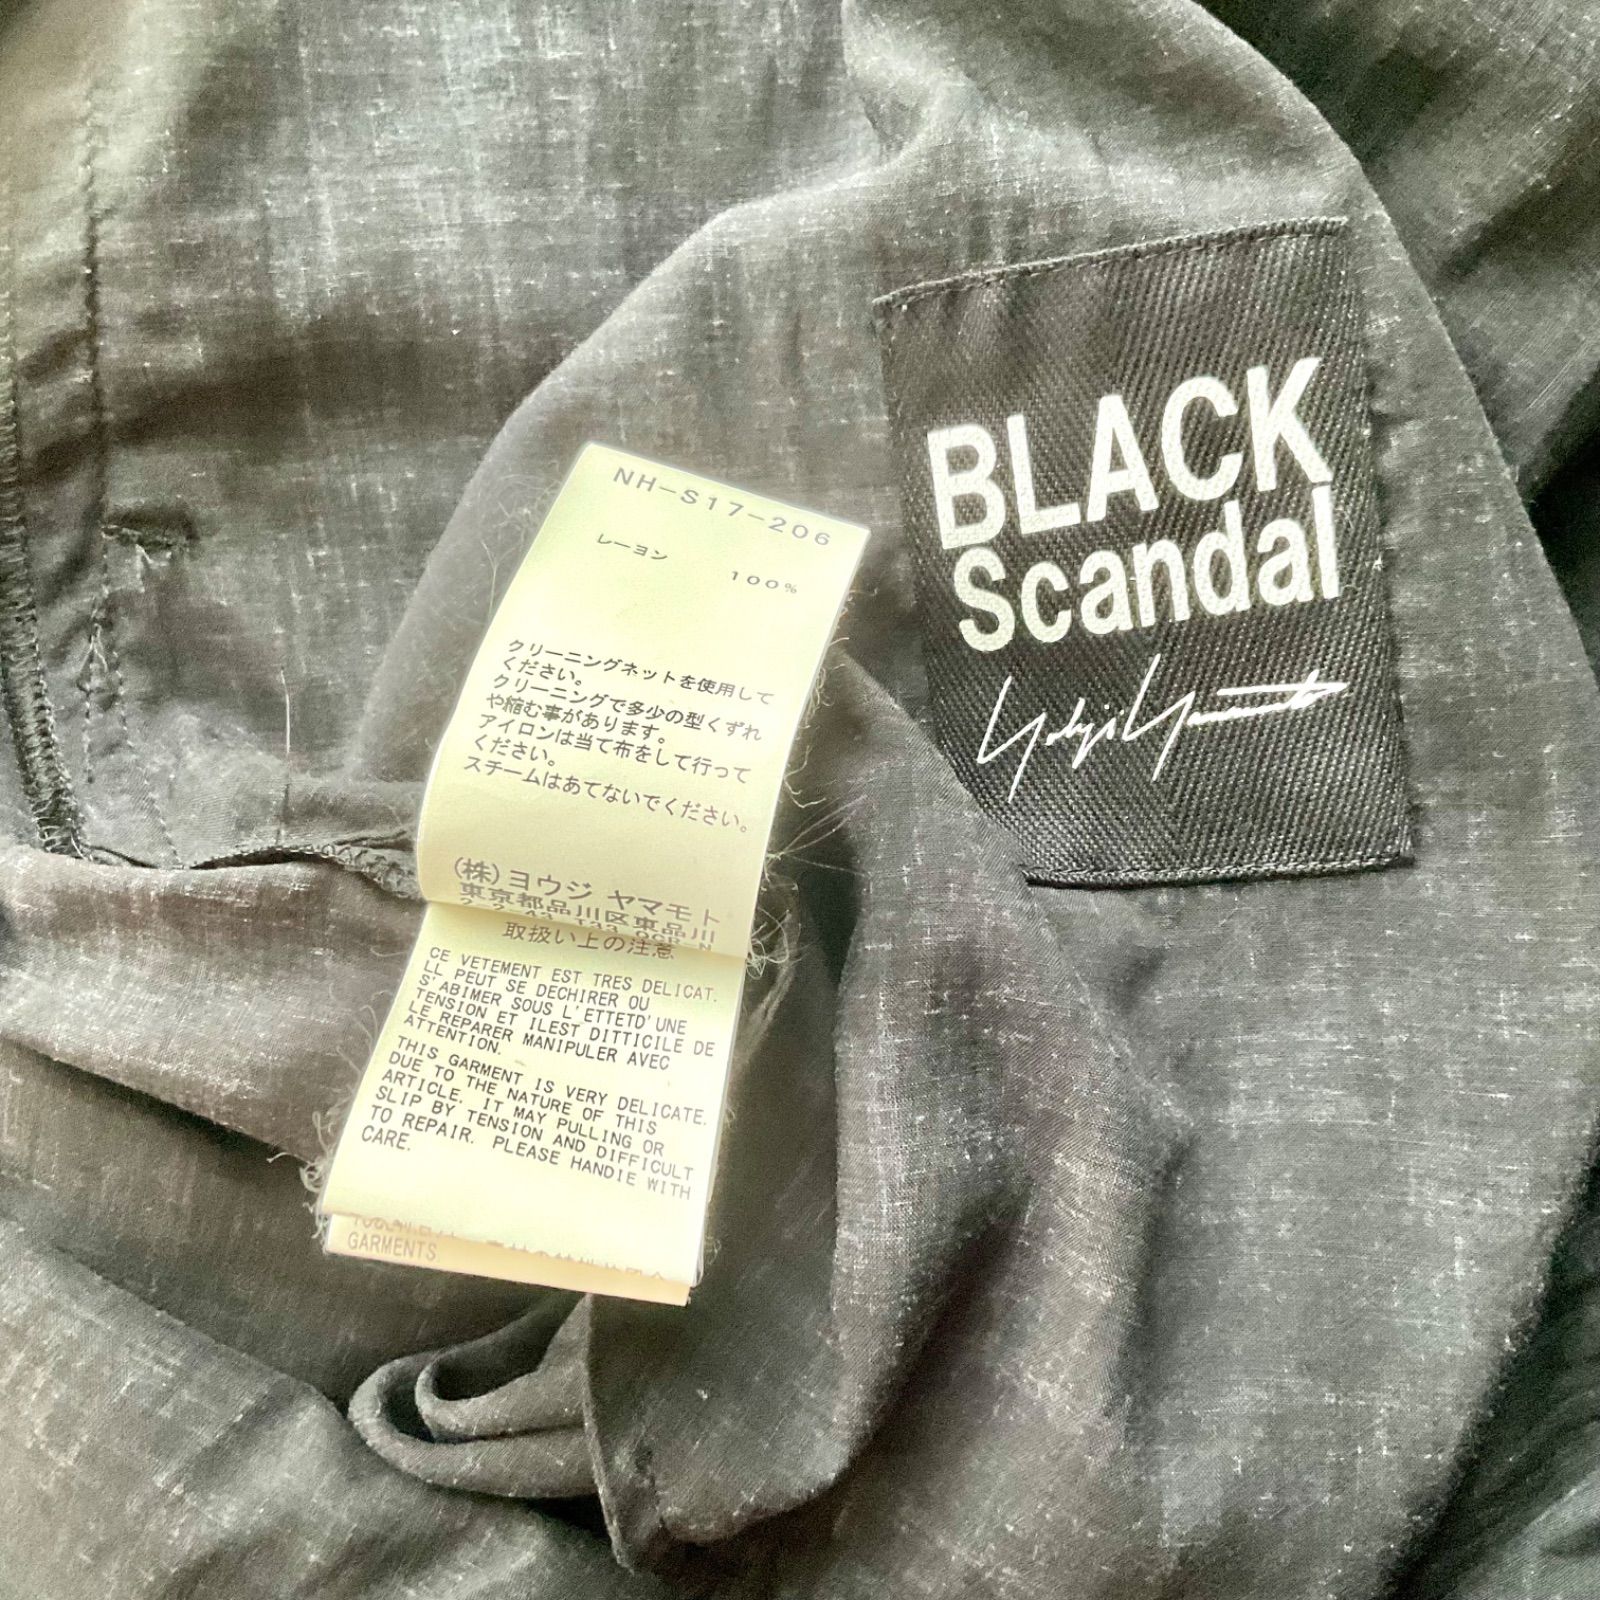 NH-S17-206
レーヨン 100%
クリーニングネットを使用して
ください。
クリーニングで多少の型くずれ
や縮む事があります。
アイロンは当て布をして行って
ください。
スチームはあてないでください。
(株)ヨウジ ヤマモト
東京都品川区東品川
取扱い上の注意
CE VETEMENT EST TRES DELICAT.
LL PEUT SE DECHIRER OU
S'ABIMER SOUS L'ETTETD'UNE
TENSION ET ILEST DITTICILE DE
LE REPARER MANIPULER AVEC
ATTENTION.
THIS GARMENT IS VERY DELICATE.
DUE TO THE NATURE OF THIS
ARTICLE. IT MAY PULLING OR
SLIP BY TENSION AND DIFFICULT
TO REPAIR. PLEASE HANDIE WITH
CARE.
GARMENTS
BLACK
Scandal
Yohji Yamamoto